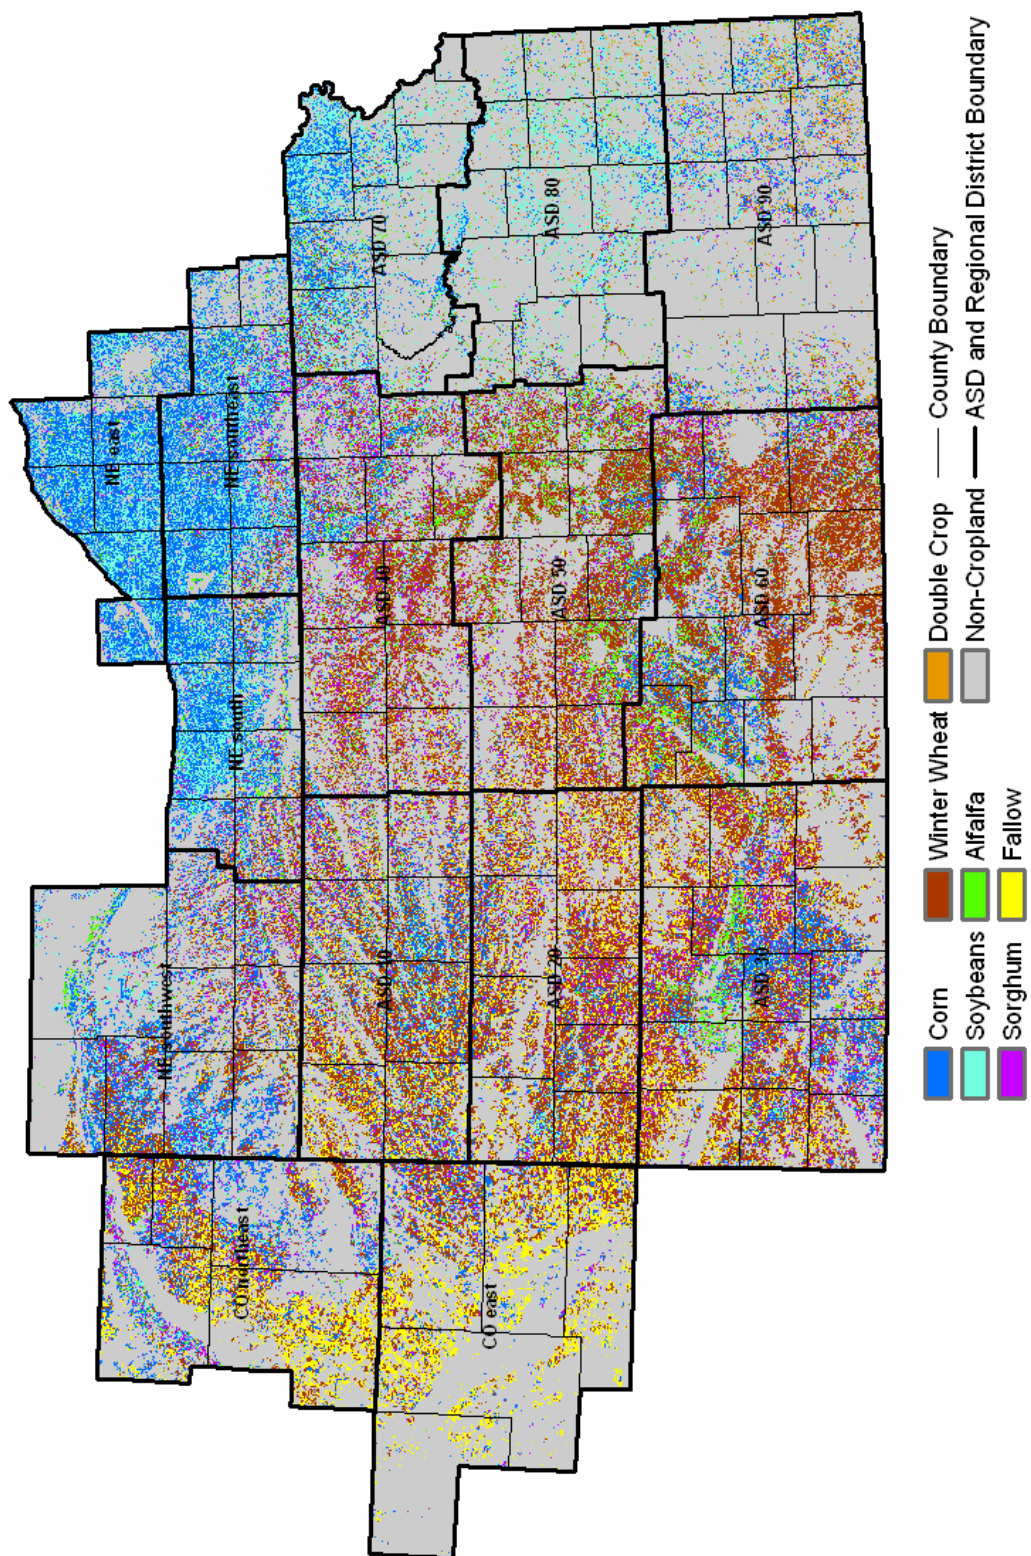 NE east
NE southeast
NE south
NE southwest
CO northeast
CO east
ASD 70
ASD 40
ASD 10
ASD 80
ASD 50
ASD 20
ASD 90
ASD 60
ASD 30
Corn
Winter Wheat
Double Crop
County Boundary
Soybeans
Alfalfa
Non-Cropland
ASD and Regional District Boundary
Sorghum
Fallow